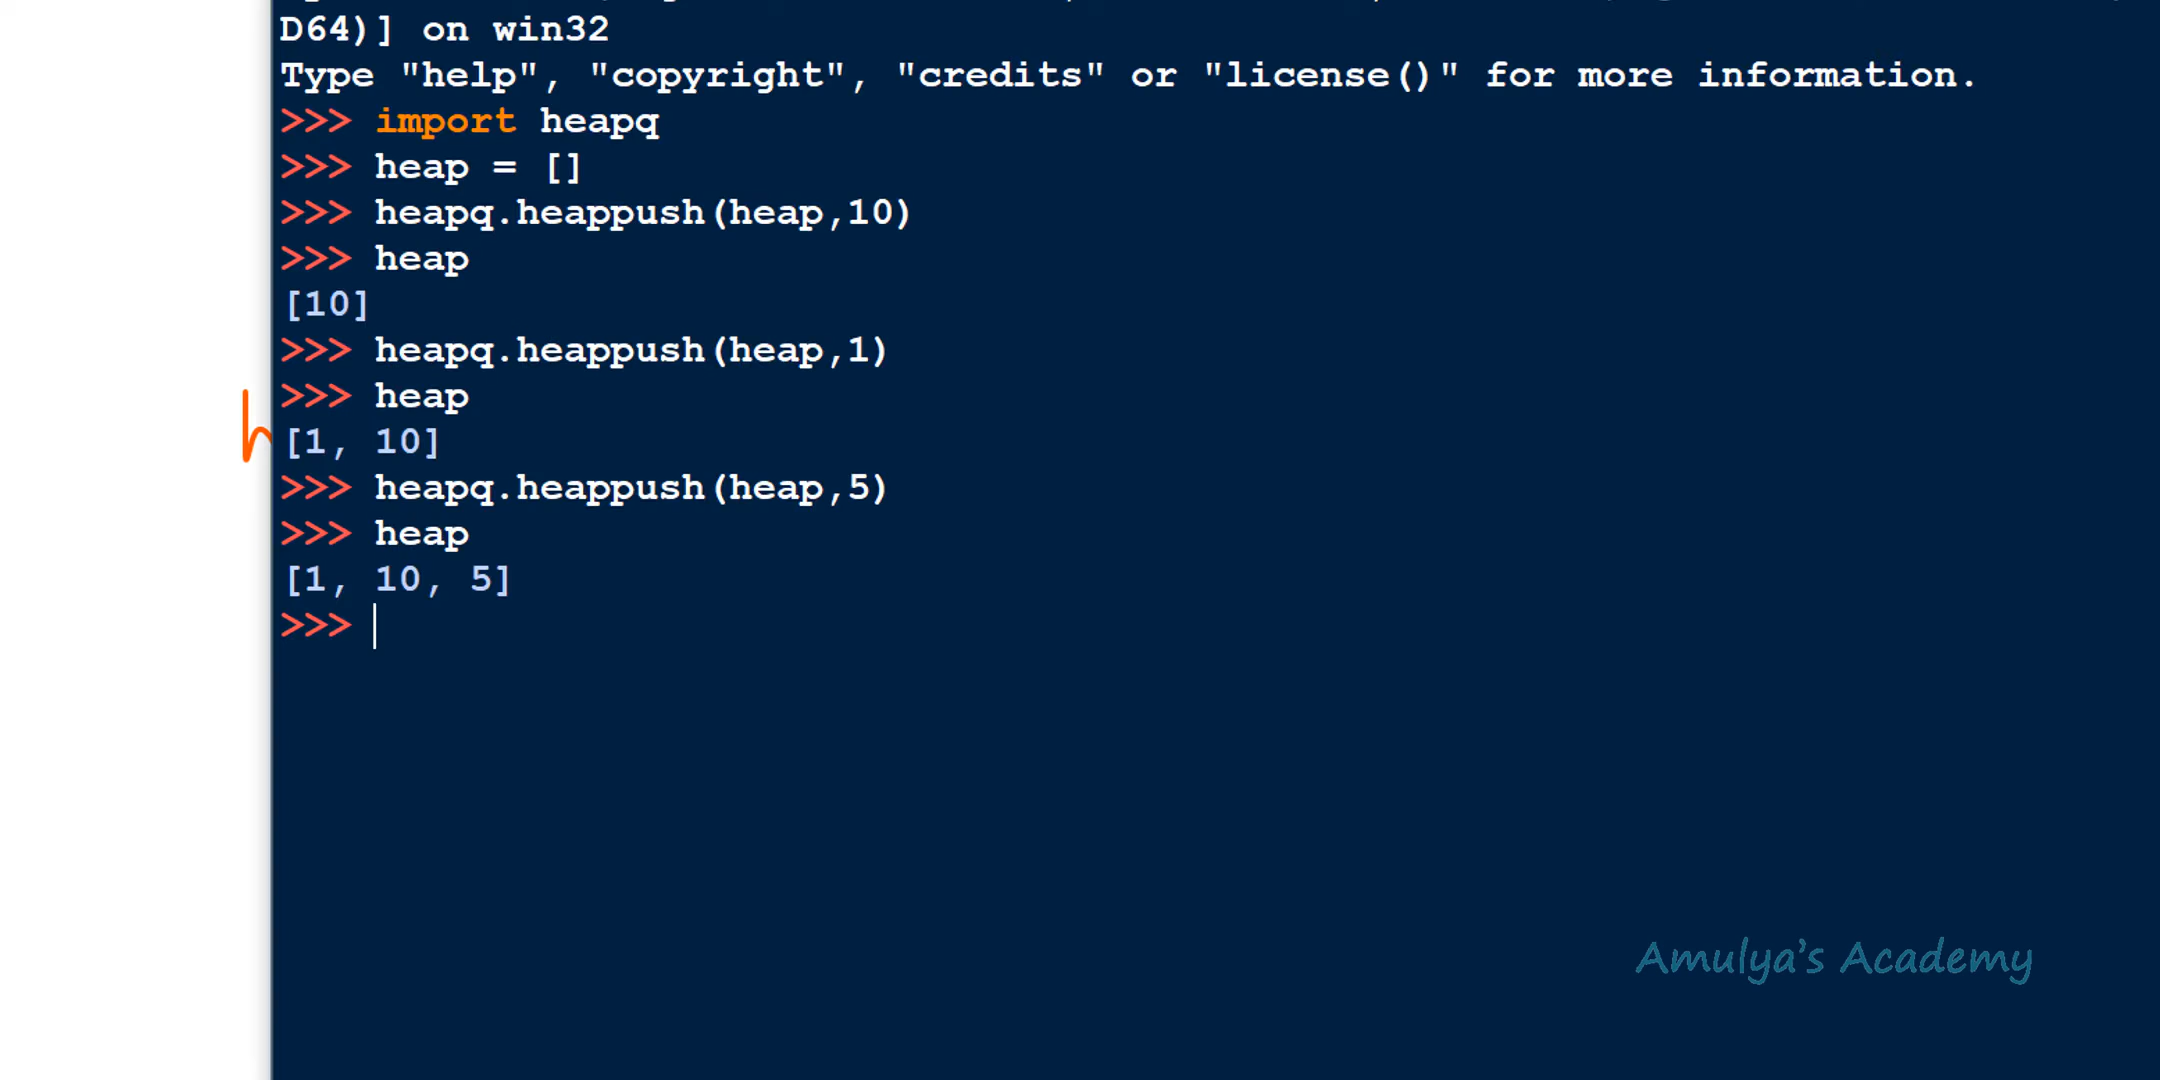 D64)] on win32
Type "help", "copyright", "credits" or "license()" for more information.
>>> import heapq
>>> heap = []
>>> heapq.heappush(heap,10)
>>> heap
[10]
>>> heapq.heappush(heap,1)
>>> heap
[1, 10]
>>> heapq.heappush(heap,5)
>>> heap
[1, 10, 5]
>>>
h
Amulya's Academy